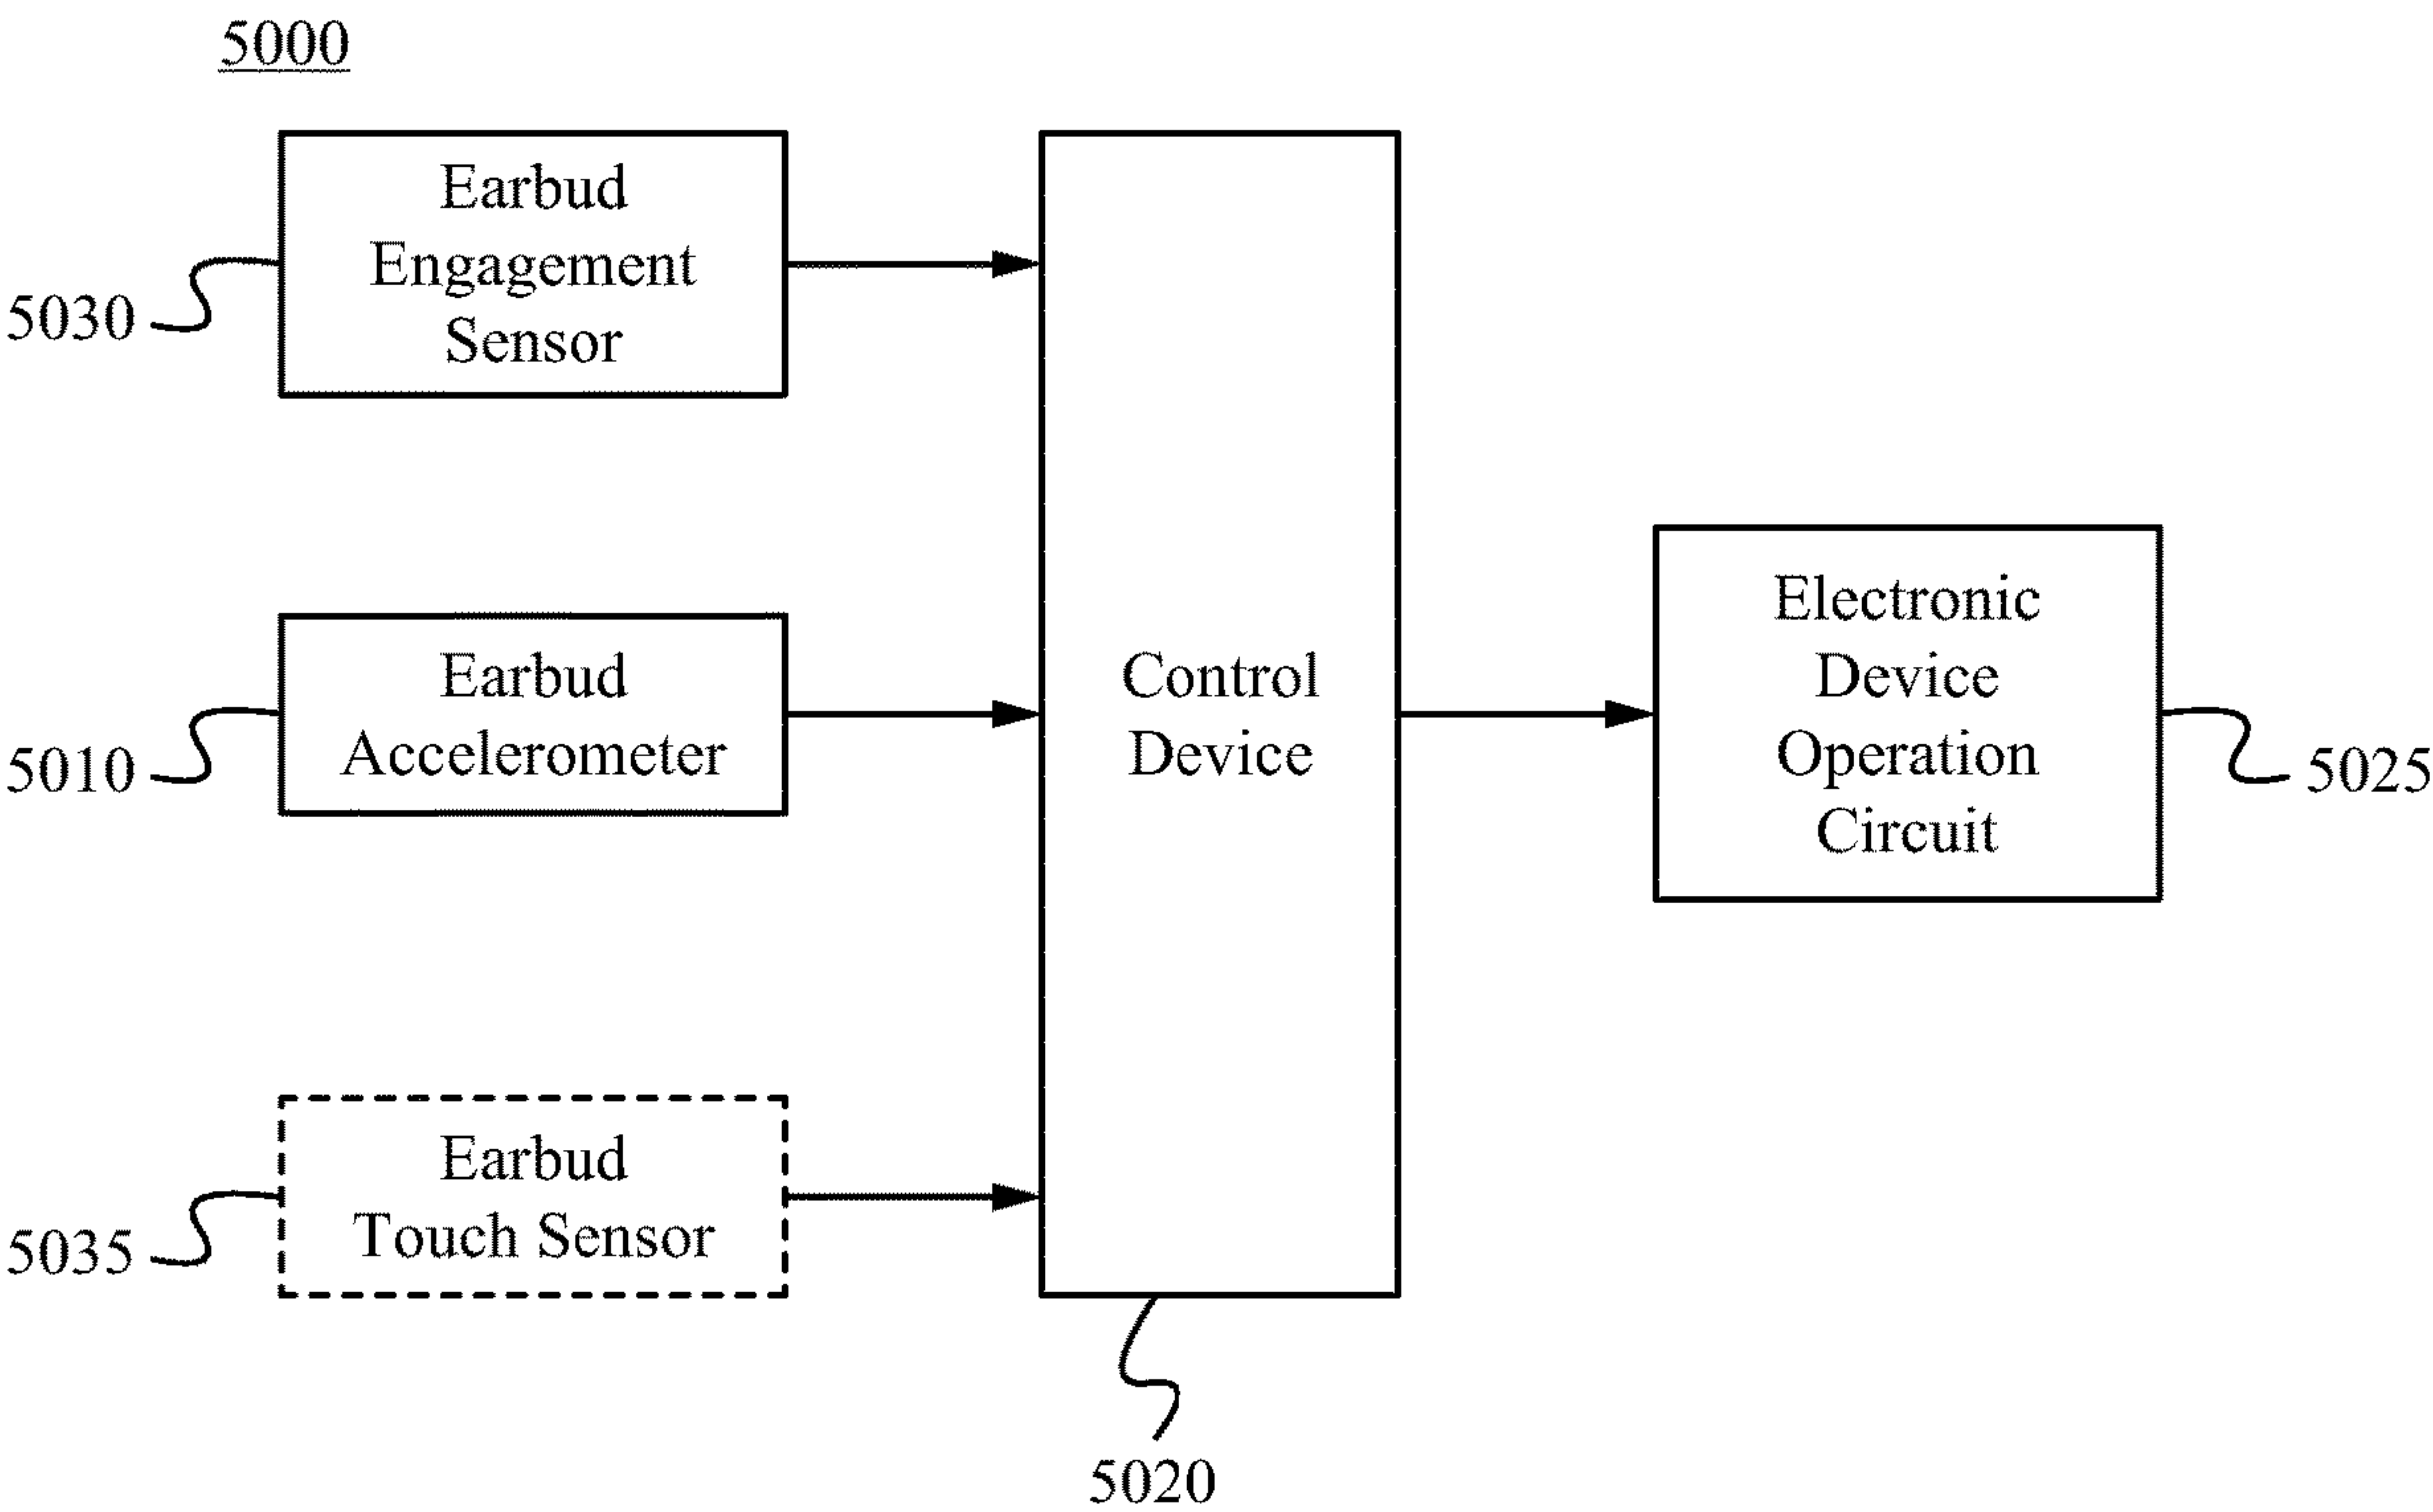 5000
Earbud
Engagement
Sensor
5030
Earbud
Accelerometer
5010
Earbud
Touch Sensor
5035
Control
Device
5020
Electronic
Device
Operation
Circuit
5025